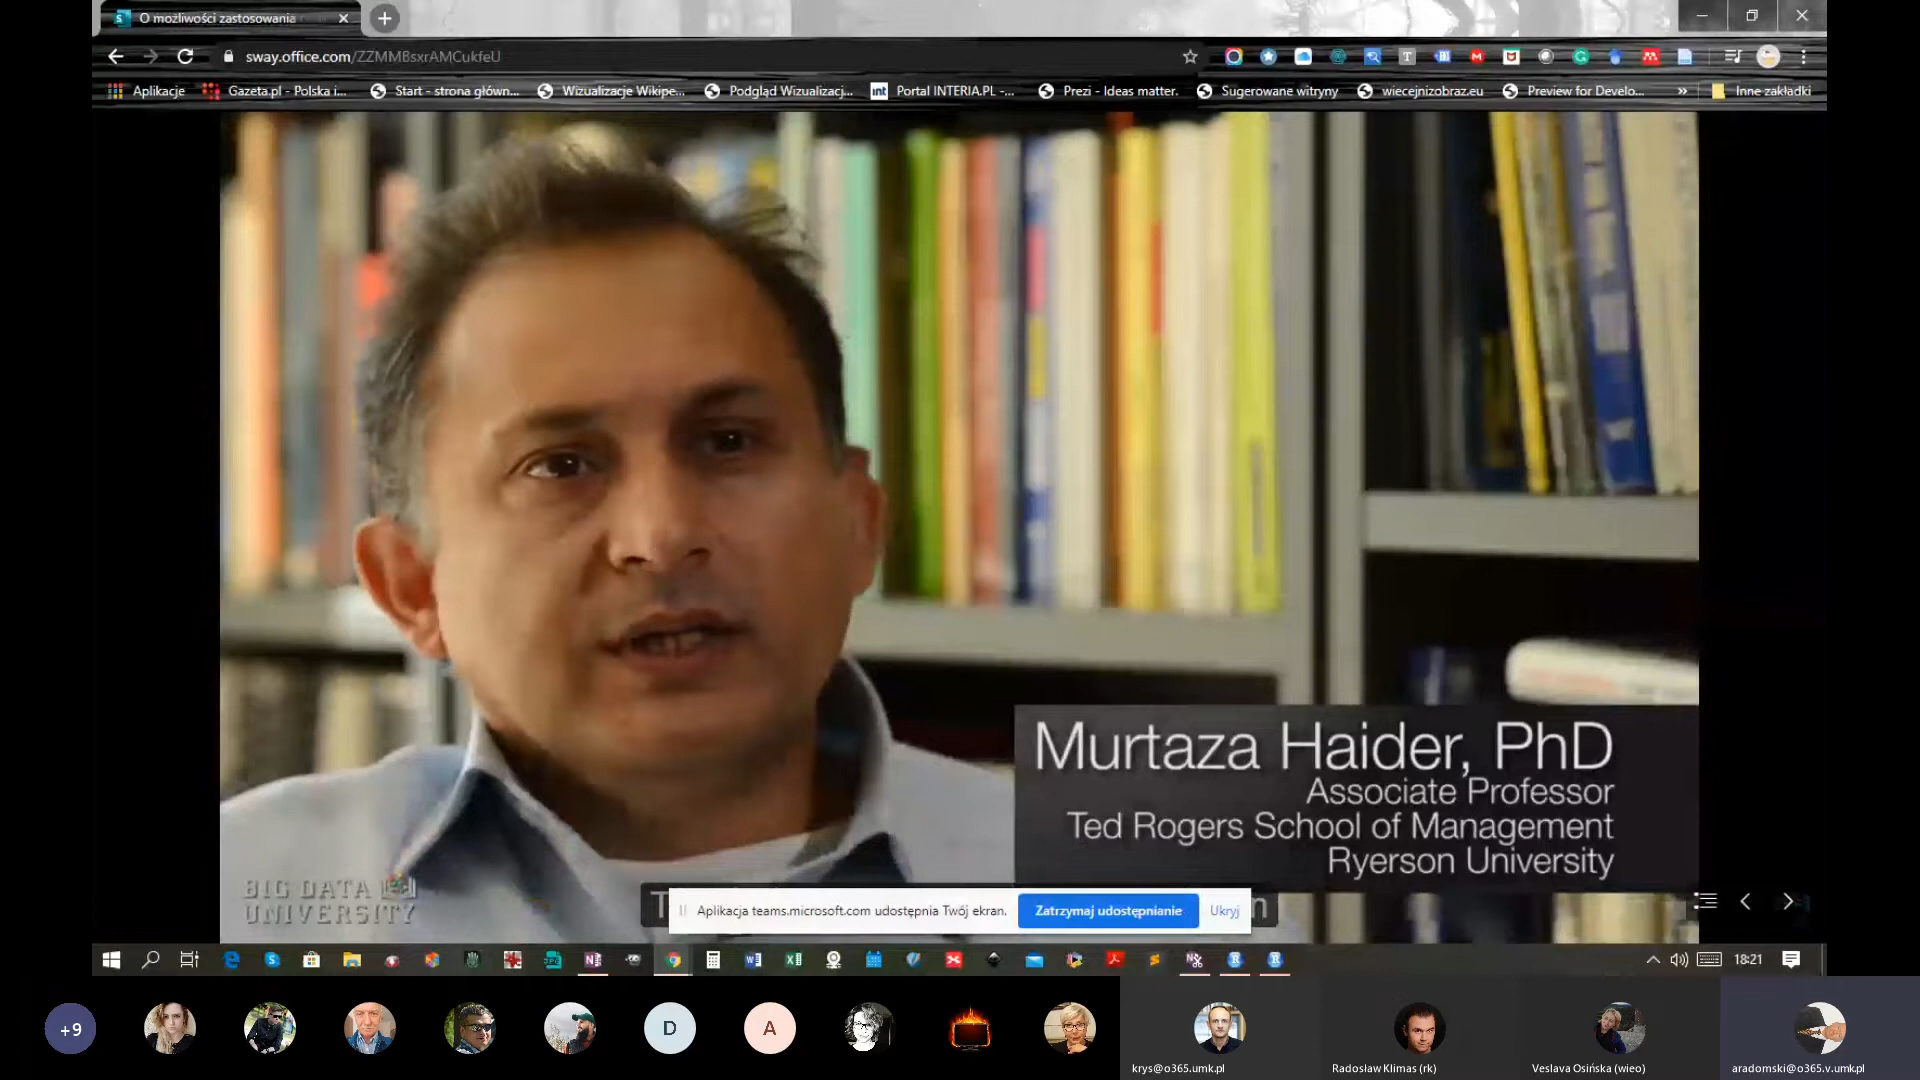 O możliwości zastosowania
sway.office.com/ZZMMBsxrAMCukfeU
Aplikacje
Gazeta.pl - Polska i...
Start - strona główn...
Wizualizacje Wikipe...
Podgląd Wizualizacj...
Portal INTERIA.PL -...
Prezi - Ideas matter.
Sugerowane witryny
wiecejnizobraz.eu
Preview for Develo...
Inne zakładki
Murtaza Haider, PhD
Associate Professor
Ted Rogers School of Management
Ryerson University
BIG DATA
UNIVERSITY
Aplikacja teams.microsoft.com udostępnia Twój ekran.
Zatrzymaj udostępnianie
Ukryj
18:21
+9
D
A
krys@o365.umk.pl
Radosław Klimas (rk)
Veslava Osińska (wieo)
aradomski@o365.v.umk.pl